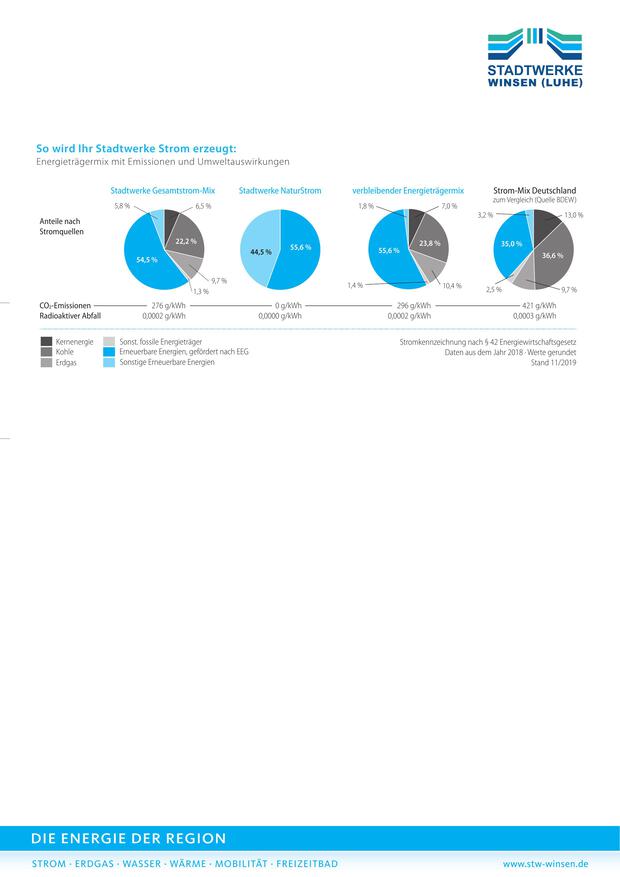 STADTWERKE
WINSEN (LUHE)
So wird Ihr Stadtwerke Strom erzeugt:
Energieträgermix mit Emissionen und Umweltauswirkungen
Stadtwerke Gesamtstrom-Mix
Stadtwerke NaturStrom
verbleibender Energieträgermix
Strom-Mix Deutschland
zum Vergleich (Quelle BDEW)
Anteile nach
Stromquellen
5,8 %
6,5 %
22,2 %
54,5 %
9,7 %
1,3 %
44,5 %
55,6 %
1,8 %
7,0 %
23,8 %
55,6 %
1,4 %
10,4 %
3,2 %
13,0 %
35,0 %
36,6 %
2,5 %
9,7 %
CO₂-Emissionen 276 g/kWh 0 g/kWh 296 g/kWh 421 g/kWh
Radioaktiver Abfall 0,0002 g/kWh 0,0000 g/kWh 0,0002 g/kWh 0,0003 g/kWh
Kernenergie
Kohle
Erdgas
Sonst. fossile Energieträger
Erneuerbare Energien, gefördert nach EEG
Sonstige Erneuerbare Energien
Stromkennzeichnung nach § 42 Energiewirtschaftsgesetz
Daten aus dem Jahr 2018 · Werte gerundet
Stand 11/2019
DIE ENERGIE DER REGION
STROM · ERDGAS · WASSER · WÄRME · MOBILITÄT · FREIZEITBAD
www.stw-winsen.de